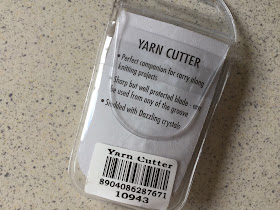 YARN CUTTER
• Perfect companion for carry along
knitting projects
• Sharp but well protected blade - can
be used from any of the groove
• Studded with Dazzling crystals
Yarn Cutter
8904086287671
10943